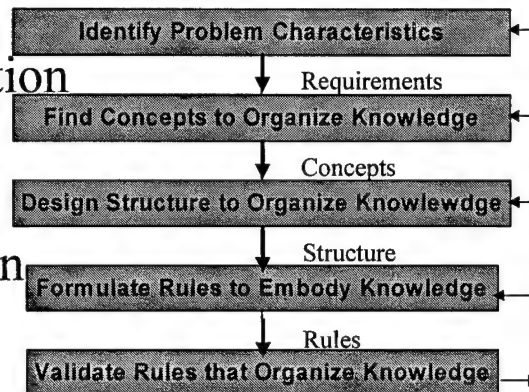 Identify Problem Characteristics
tion
Requirements
Find Concepts to Organize Knowledge
Concepts
Design Structure to Organize Knowlewdge
Structure
n
Formulate Rules to Embody Knowledge
Rules
Validate Rules that Organize Knowledge